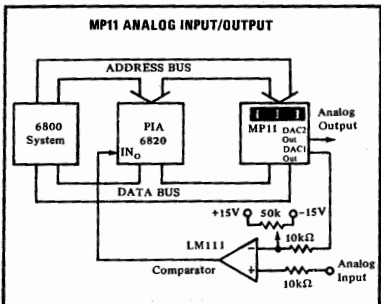 MP11 ANALOG INPUT/OUTPUT
ADDRESS BUS
6800
System
PIA
6820
IN0
MP11
DAC2
Out
DAC1
Out
Analog
Output
DATA BUS
+15V
50k
-15V
LM111
10kΩ
Comparator
10kΩ
Analog
Input